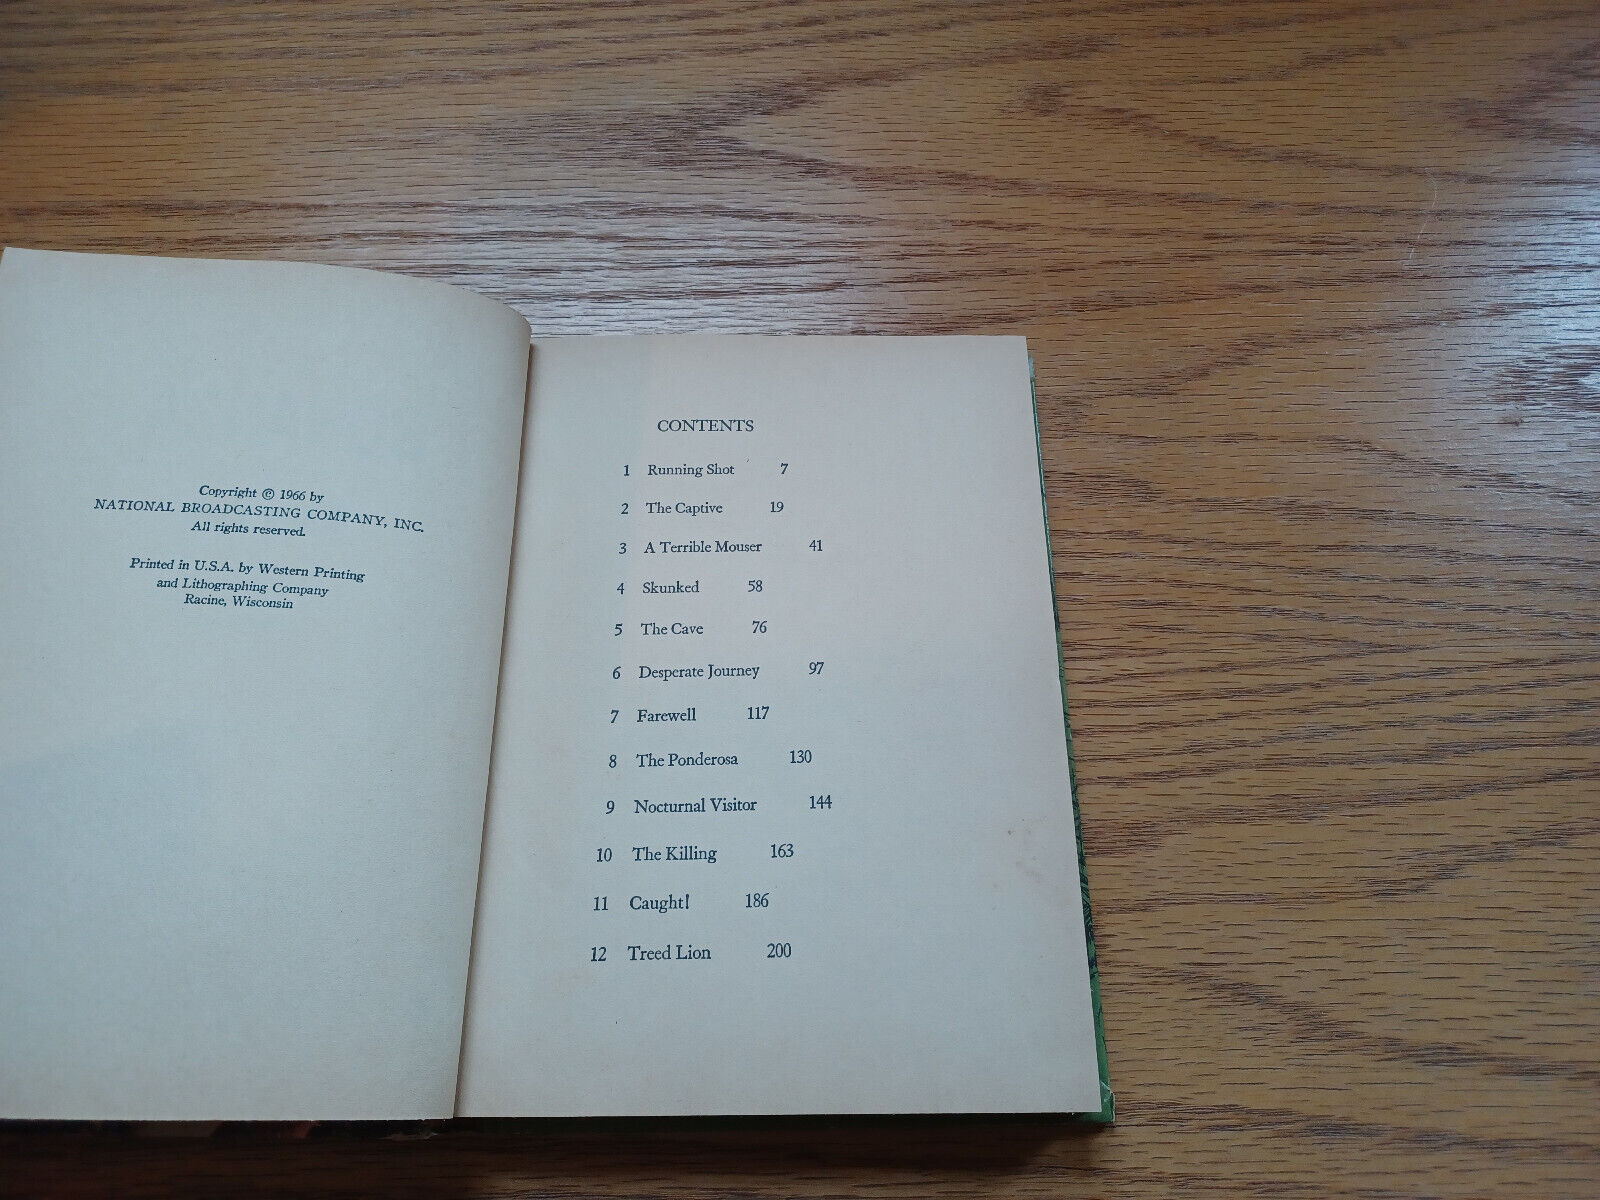 Copyright © 1966 by
NATIONAL BROADCASTING COMPANY, INC.
All rights reserved.
Printed in U.S.A. by Western Printing
and Lithographing Company
Racine, Wisconsin
CONTENTS
1 Running Shot 7
2 The Captive 19
3 A Terrible Mouser 41
4 Skunked 58
5 The Cave 76
6 Desperate Journey 97
7 Farewell 117
8 The Ponderosa 130
9 Nocturnal Visitor 144
10 The Killing 163
11 Caught! 186
12 Treed Lion 200